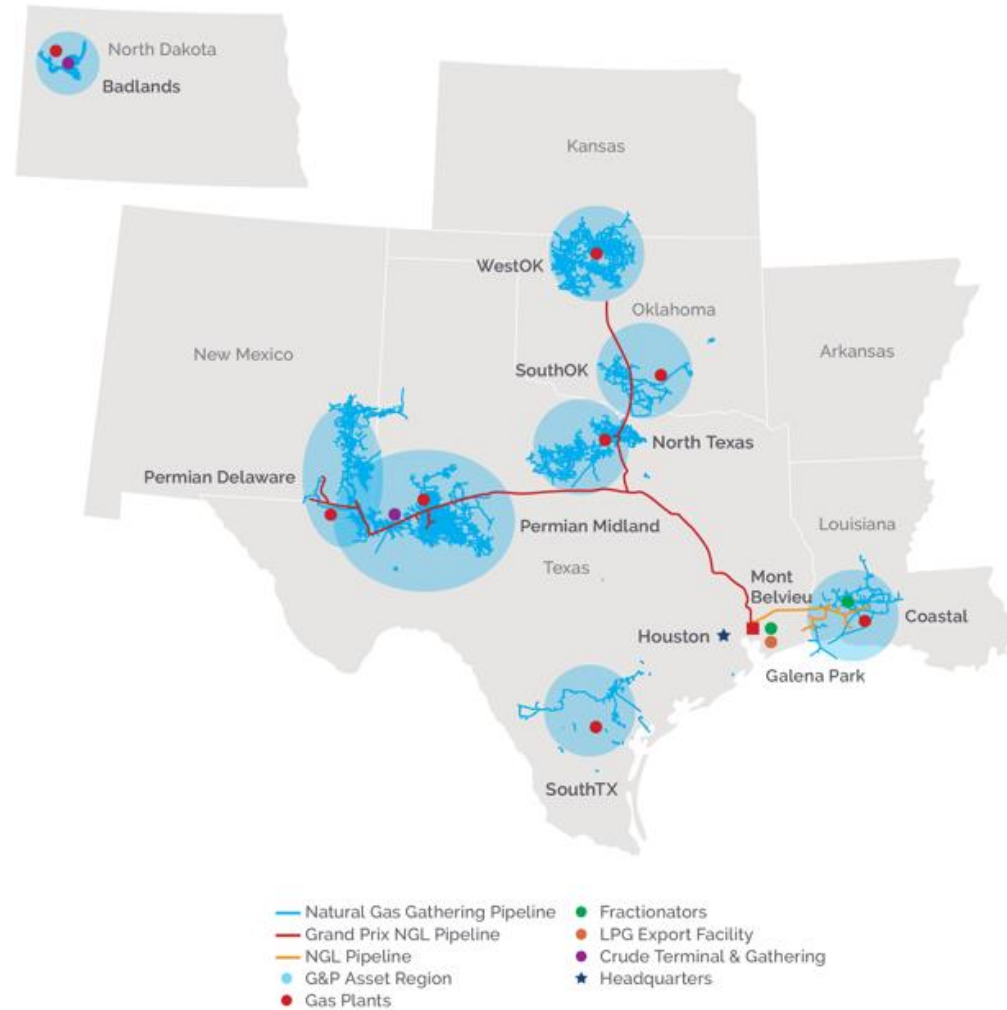 North Dakota
Badlands
Kansas
WestOK
Oklahoma
New Mexico
Arkansas
SouthOK
North Texas
Permian Delaware
Permian Midland
Louisiana
Texas
Mont
Belvieu
Coastal
Houston
Galena Park
SouthTX
Natural Gas Gathering Pipeline
Grand Prix NGL Pipeline
NGL Pipeline
G&P Asset Region
Gas Plants
Fractionators
LPG Export Facility
Crude Terminal & Gathering
Headquarters